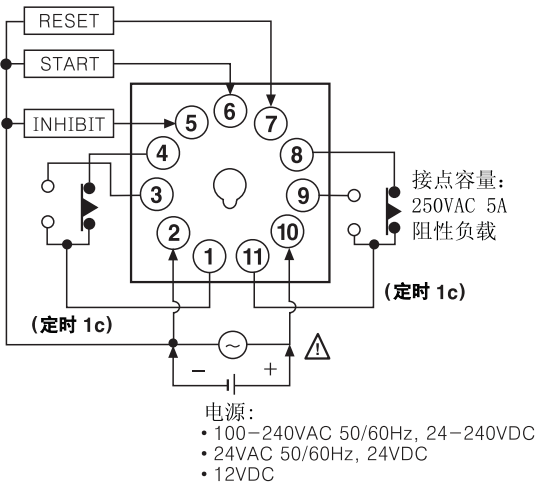 RESET
START
INHIBIT
6
5
7
4
8
3
9
2
10
1
11
接点容量：
250VAC 5A
阻性负载
(定时 1c)
(定时 1c)
~
!
− +
电源：
• 100−240VAC 50/60Hz, 24−240VDC
• 24VAC 50/60Hz, 24VDC
• 12VDC